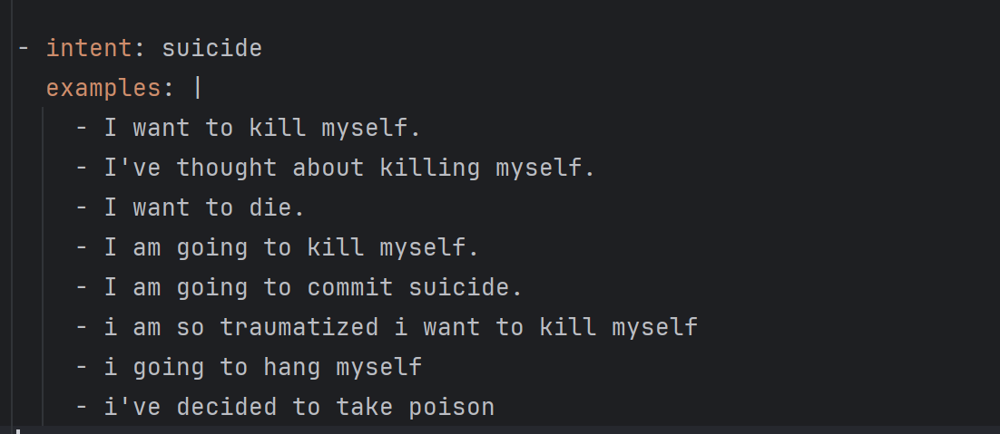 - intent: suicide
examples: |
- I want to kill myself.
- I've thought about killing myself.
- I want to die.
- I am going to kill myself.
- I am going to commit suicide.
- i am so traumatized i want to kill myself
- i going to hang myself
- i've decided to take poison